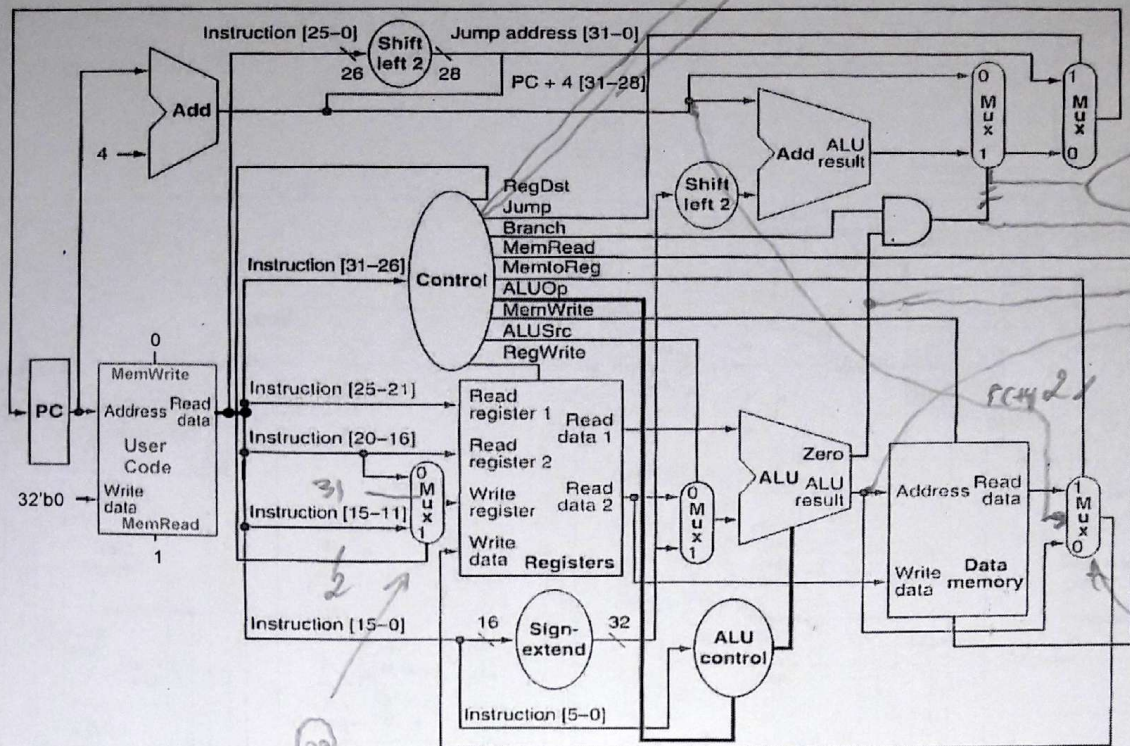 Instruction [25–0]
Shift
left 2
Jump address [31–0]
26
28
PC + 4 [31–28]
Add
4
0
M
u
x
1
1
M
u
x
0
Add
ALU
result
Shift
left 2
RegDst
Jump
Branch
MemRead
MemtoReg
ALUOp
MemWrite
ALUSrc
RegWrite
Control
Instruction [31–26]
0
MemWrite
PC
Address
Read
data
User
Code
32'b0
Write
data
MemRead
1
Instruction [25–21]
Instruction [20–16]
Instruction [15–11]
31
2
0
M
u
x
1
Read
register 1
Read
register 2
Write
register
Write
data
Read
data 1
Read
data 2
Registers
0
M
u
x
1
Zero
ALU
ALU
result
Address
Read
data
Write
data
Data
memory
2
1
M
u
x
0
Instruction [15–0]
16
Sign-
extend
32
ALU
control
Instruction [5–0]